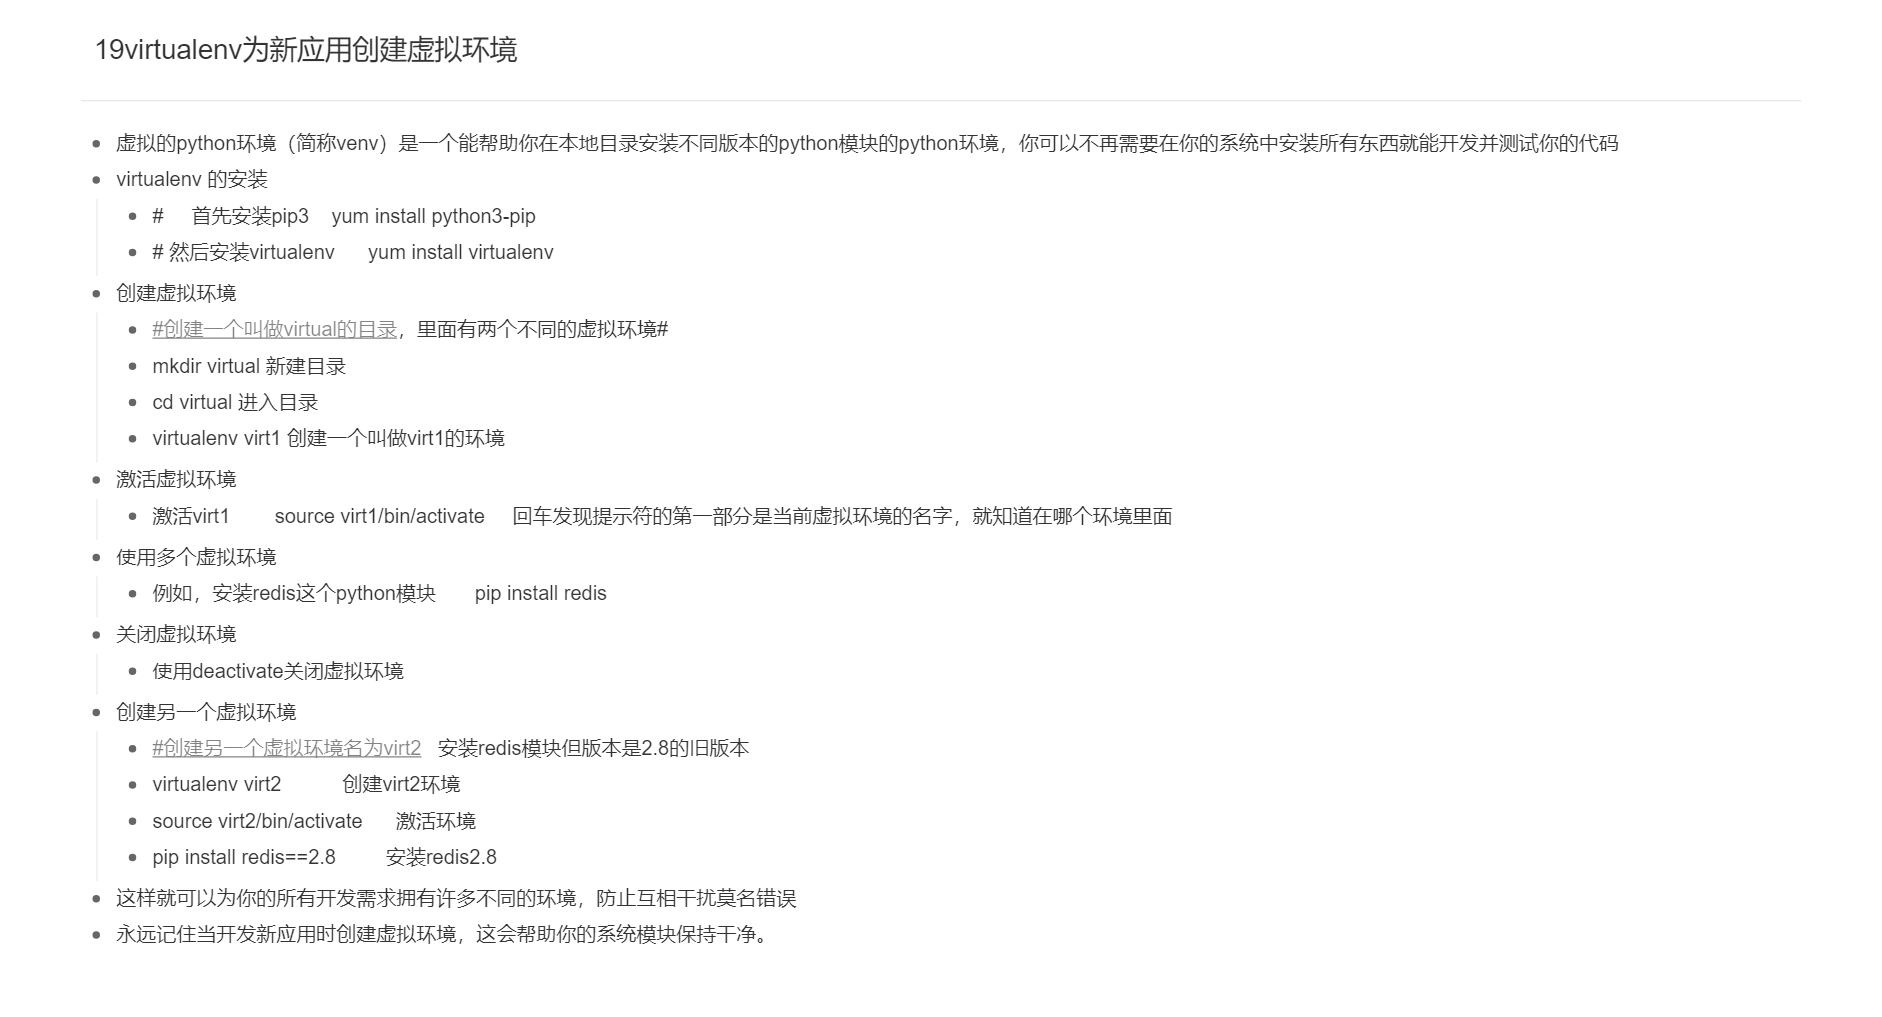 19virtualenv为新应用创建虚拟环境
虚拟的python环境（简称venv）是一个能帮助你在本地目录安装不同版本的python模块的python环境，你可以不再需要在你的系统中安装所有东西就能开发并测试你的代码
virtualenv 的安装
# 首先安装pip3 yum install python3-pip
# 然后安装virtualenv yum install virtualenv
创建虚拟环境
#创建一个叫做virtual的目录，里面有两个不同的虚拟环境#
mkdir virtual 新建目录
cd virtual 进入目录
virtualenv virt1 创建一个叫做virt1的环境
激活虚拟环境
激活virt1 source virt1/bin/activate 回车发现提示符的第一部分是当前虚拟环境的名字，就知道在哪个环境里面
使用多个虚拟环境
例如，安装redis这个python模块 pip install redis
关闭虚拟环境
使用deactivate关闭虚拟环境
创建另一个虚拟环境
#创建另一个虚拟环境名为virt2 安装redis模块但版本是2.8的旧版本
virtualenv virt2 创建virt2环境
source virt2/bin/activate 激活环境
pip install redis==2.8 安装redis2.8
这样就可以为你的所有开发需求拥有许多不同的环境，防止互相干扰莫名错误
永远记住当开发新应用时创建虚拟环境，这会帮助你的系统模块保持干净。